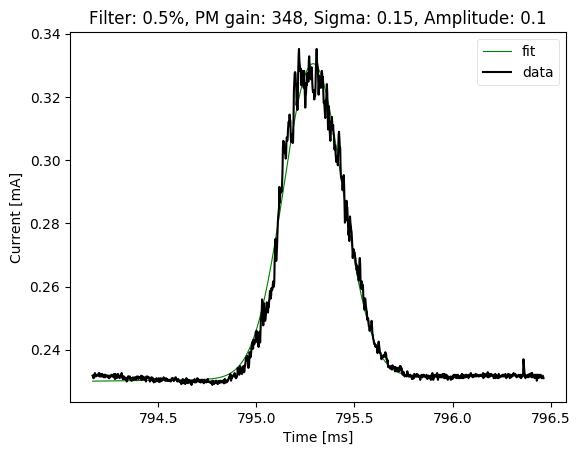 Filter: 0.5%, PM gain: 348, Sigma: 0.15, Amplitude: 0.1
fit
data
0.34
0.32
0.30
0.28
0.26
0.24
Current [mA]
794.5
795.0
795.5
796.0
796.5
Time [ms]